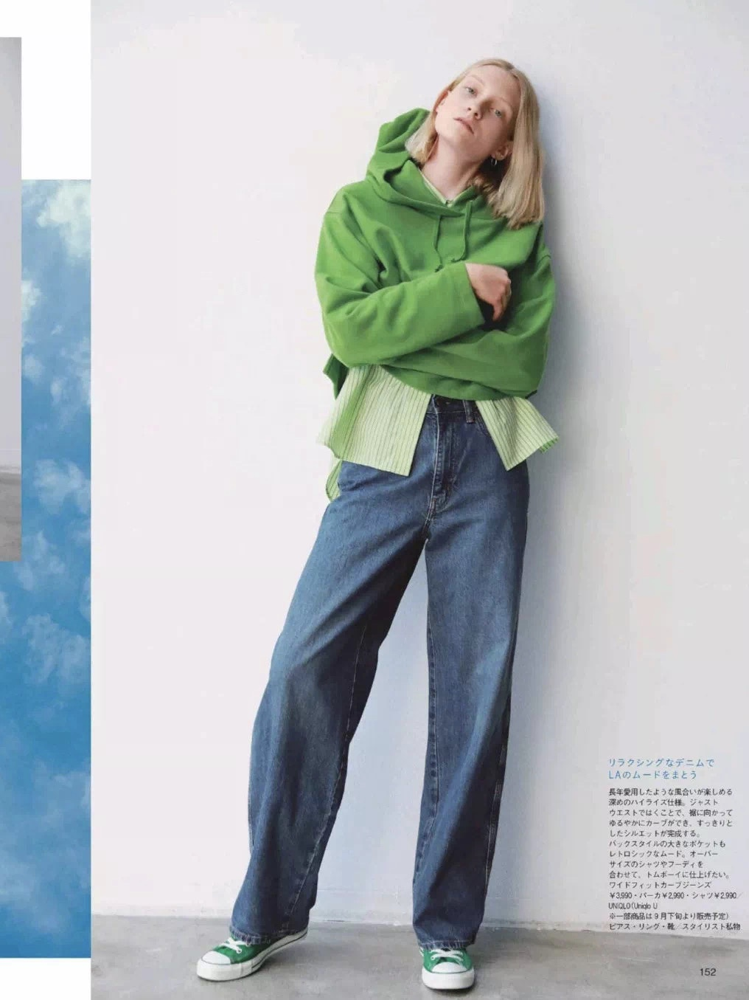 リラクシングなデニムで
LAのムードをまとう
長年愛用したような風合いが楽しめる
深めのハイライズ仕様。ジャスト
ウエストではくことで、裾に向かって
ゆるやかにカーブができ、すっきりと
したシルエットが完成する。
バックスタイルの大きなポケットも
レトロシックなムード。オーバー
サイズのシャツやフーディを
合わせて、トムボーイに仕上げたい。
ワイドフィットカーブジーンズ
¥3,990・パーカ¥2,990・シャツ¥2,990/
UNIQLO(Uniqlo U
※一部商品は9月下旬より販売予定)
ピアス・リング・靴/スタイリスト私物
152